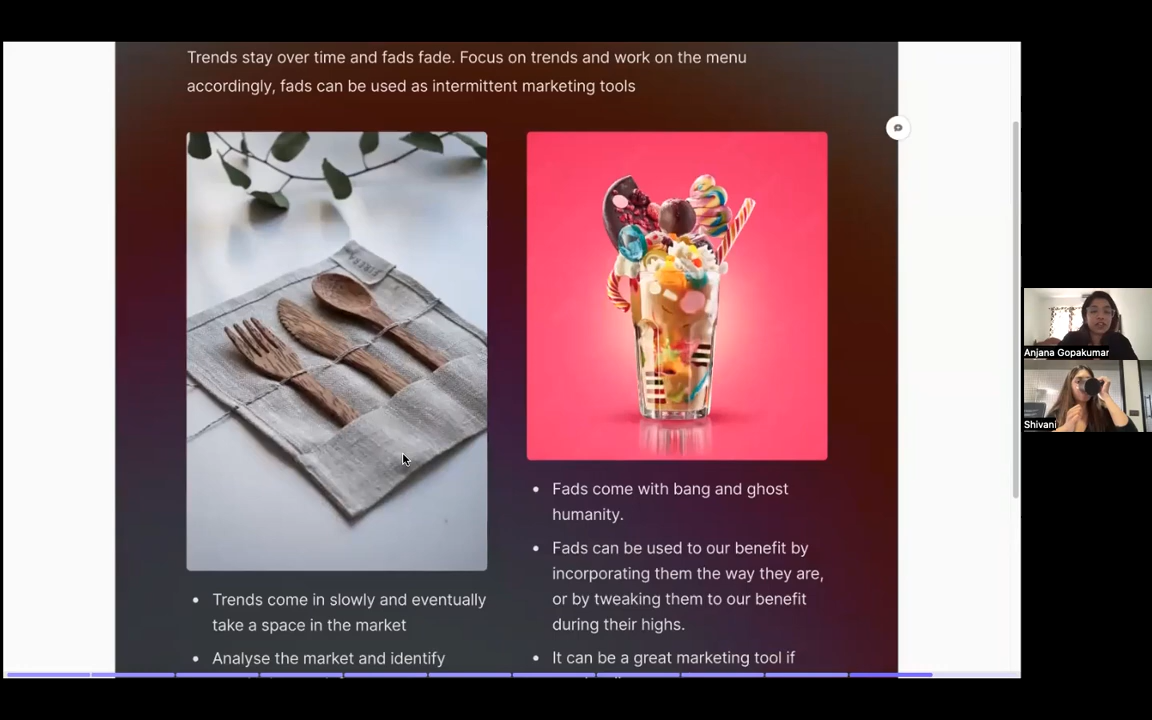 Trends stay over time and fads fade. Focus on trends and work on the menu
accordingly, fads can be used as intermittent marketing tools
Trends come in slowly and eventually
take a space in the market
Analyse the market and identify
Fads come with bang and ghost
humanity.
Fads can be used to our benefit by
incorporating them the way they are,
or by tweaking them to our benefit
during their highs.
It can be a great marketing tool if
Anjana Gopakumar
Shivani